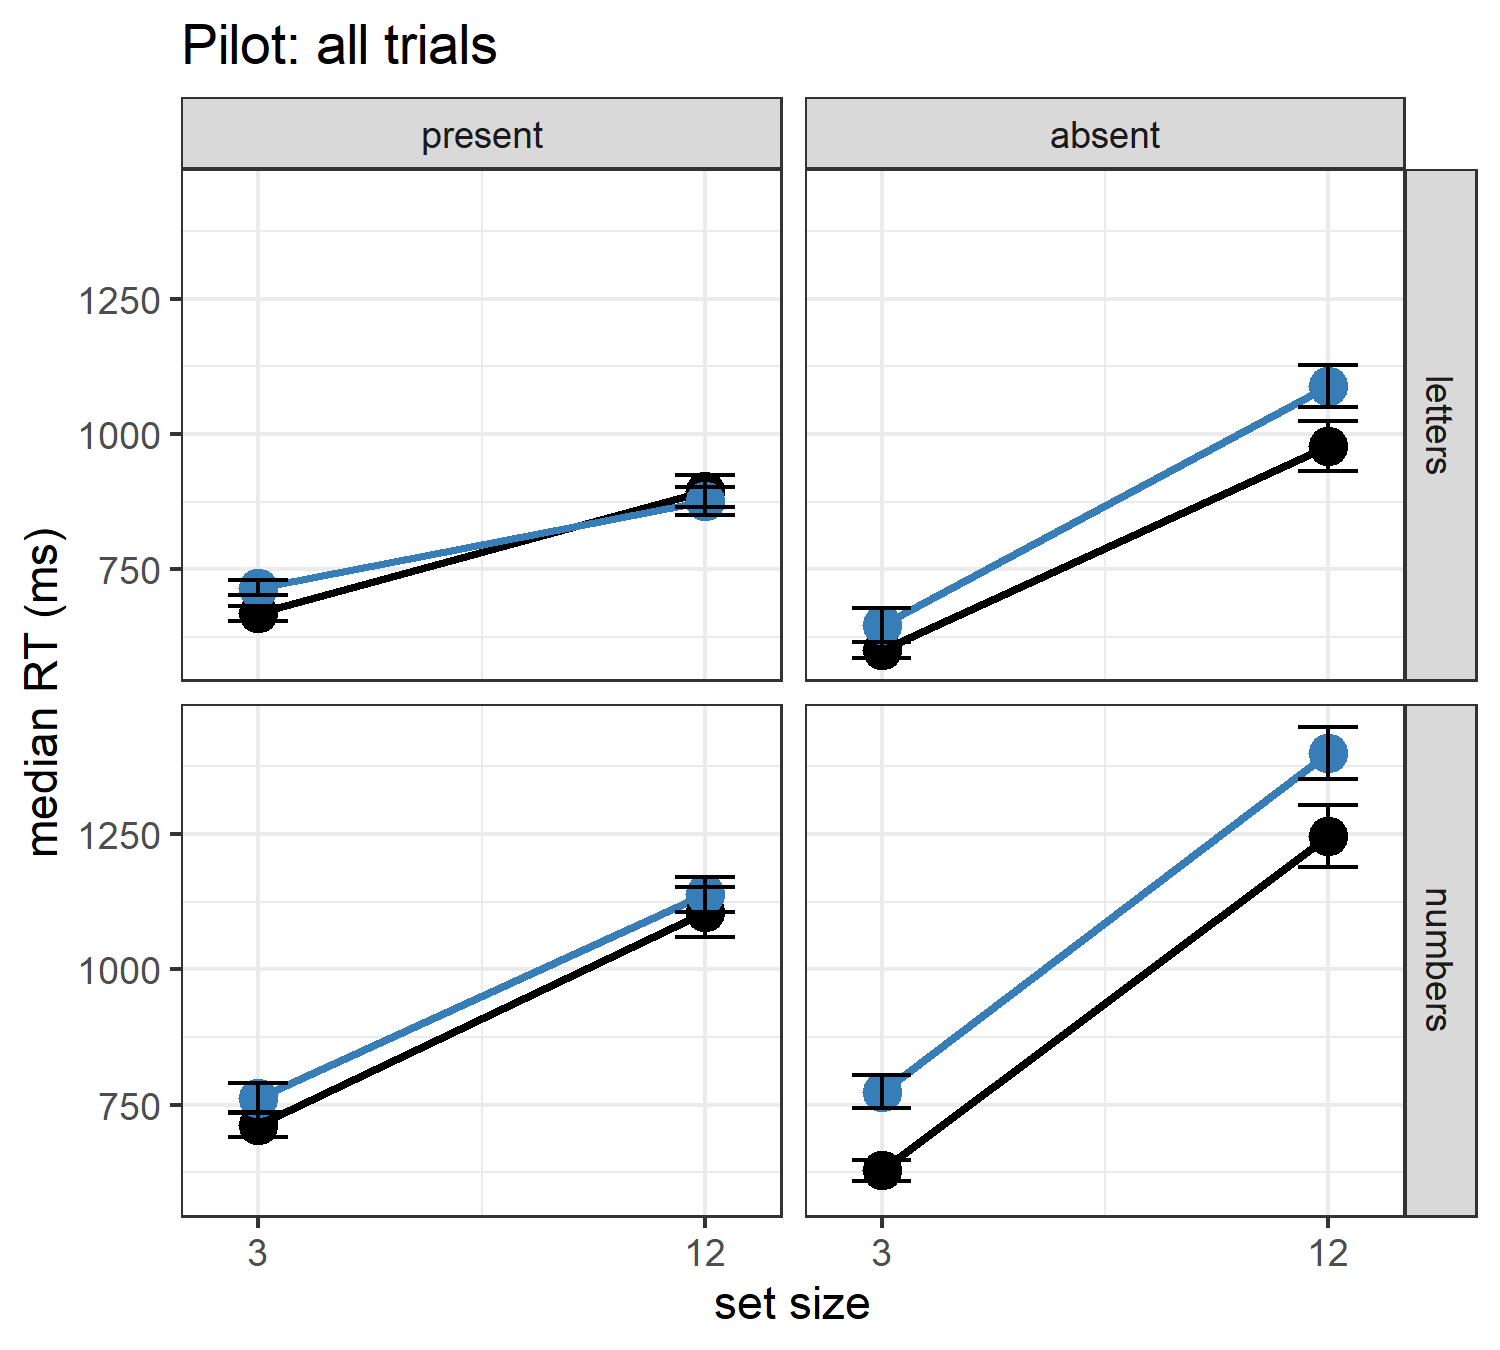 Pilot: all trials
present
absent
1250
1000
750
letters
median RT (ms)
1250
1000
750
numbers
3
12
3
12
set size